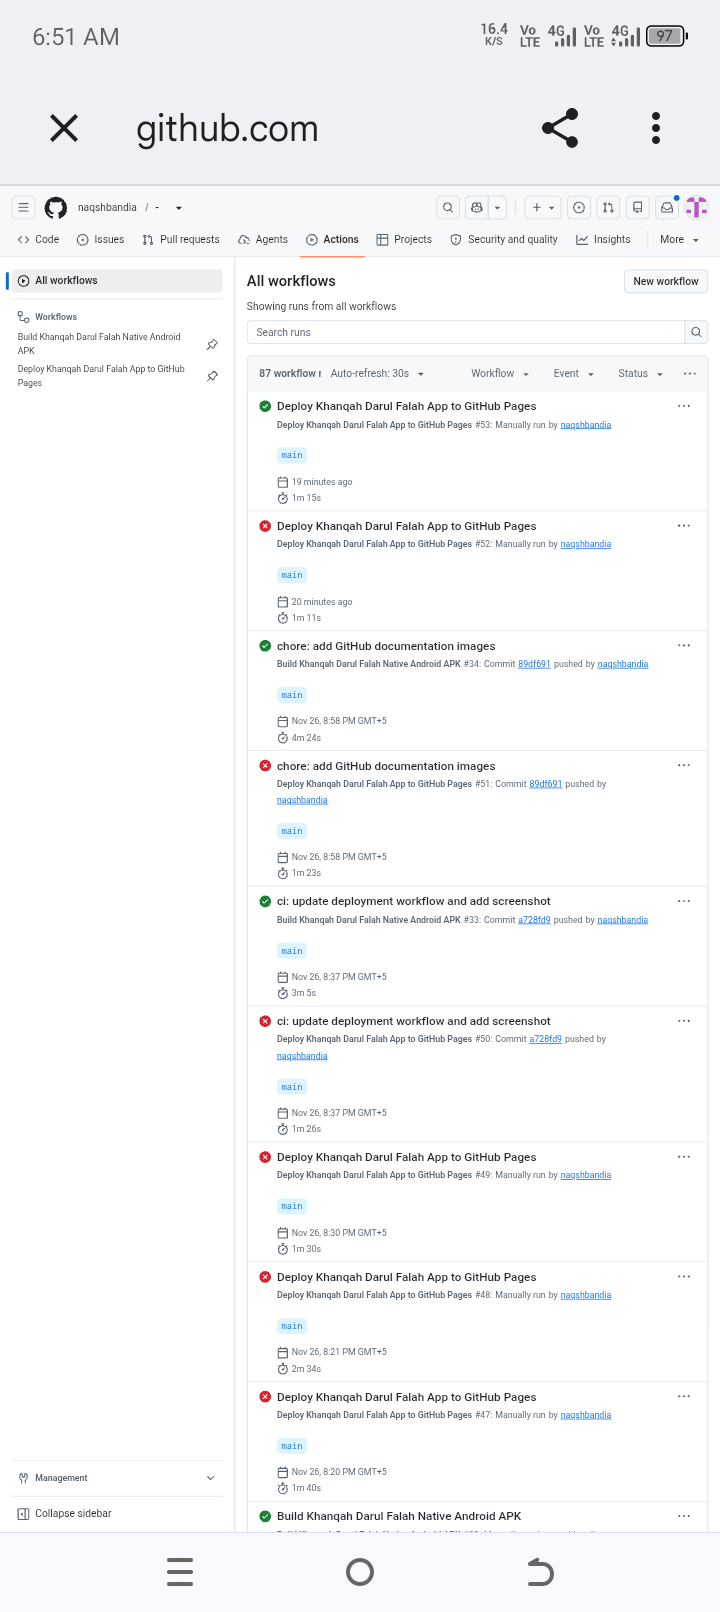 6:51 AM
16.4 K/S Vo LTE 4G Vo LTE 4G 97
github.com
naqshbandia / -
Code Issues Pull requests Agents Actions Projects Security and quality Insights More
All workflows
Workflows
Build Khanqah Darul Falah Native Android
APK
Deploy Khanqah Darul Falah App to GitHub
Pages
Management
Collapse sidebar
All workflows
New workflow
Showing runs from all workflows
Search runs
87 workflow r Auto-refresh: 30s Workflow Event Status
Deploy Khanqah Darul Falah App to GitHub Pages
Deploy Khanqah Darul Falah App to GitHub Pages #53: Manually run by naqshbandia
main
19 minutes ago
1m 15s
Deploy Khanqah Darul Falah App to GitHub Pages
Deploy Khanqah Darul Falah App to GitHub Pages #52: Manually run by naqshbandia
main
20 minutes ago
1m 11s
chore: add GitHub documentation images
Build Khanqah Darul Falah Native Android APK #34: Commit 89df691 pushed by naqshbandia
main
Nov 26, 8:58 PM GMT+5
4m 24s
chore: add GitHub documentation images
Deploy Khanqah Darul Falah App to GitHub Pages #51: Commit 89df691 pushed by
naqshbandia
main
Nov 26, 8:58 PM GMT+5
1m 23s
ci: update deployment workflow and add screenshot
Build Khanqah Darul Falah Native Android APK #33: Commit a728fd9 pushed by naqshbandia
main
Nov 26, 8:37 PM GMT+5
3m 5s
ci: update deployment workflow and add screenshot
Deploy Khanqah Darul Falah App to GitHub Pages #50: Commit a728fd9 pushed by
naqshbandia
main
Nov 26, 8:37 PM GMT+5
1m 26s
Deploy Khanqah Darul Falah App to GitHub Pages
Deploy Khanqah Darul Falah App to GitHub Pages #49: Manually run by naqshbandia
main
Nov 26, 8:30 PM GMT+5
1m 30s
Deploy Khanqah Darul Falah App to GitHub Pages
Deploy Khanqah Darul Falah App to GitHub Pages #48: Manually run by naqshbandia
main
Nov 26, 8:21 PM GMT+5
2m 34s
Deploy Khanqah Darul Falah App to GitHub Pages
Deploy Khanqah Darul Falah App to GitHub Pages #47: Manually run by naqshbandia
main
Nov 26, 8:20 PM GMT+5
1m 40s
Build Khanqah Darul Falah Native Android APK